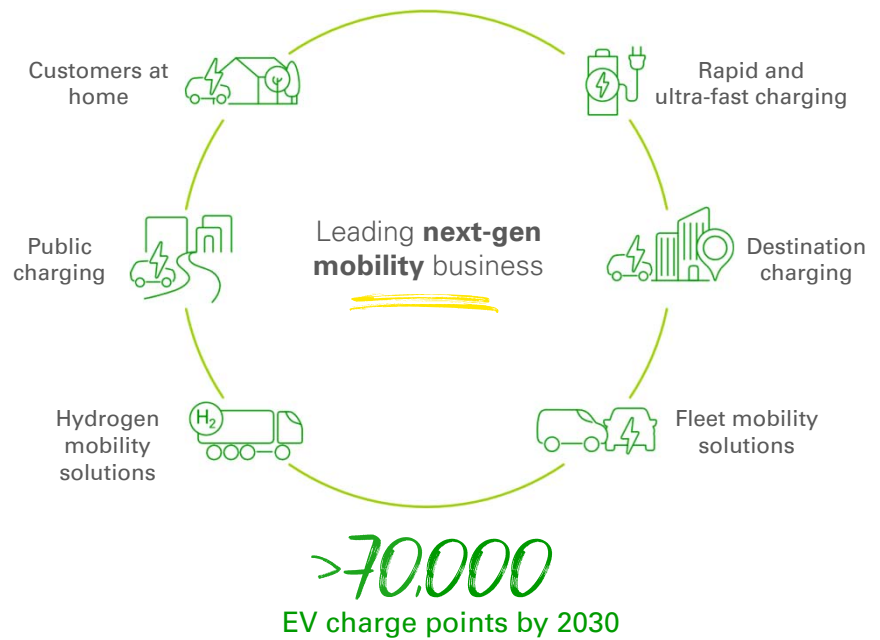 Customers at
home
Rapid and
ultra-fast charging
Public
charging
Leading next-gen
mobility business
Destination
charging
Hydrogen
mobility
solutions
H₂
Fleet mobility
solutions
>70,000
EV charge points by 2030